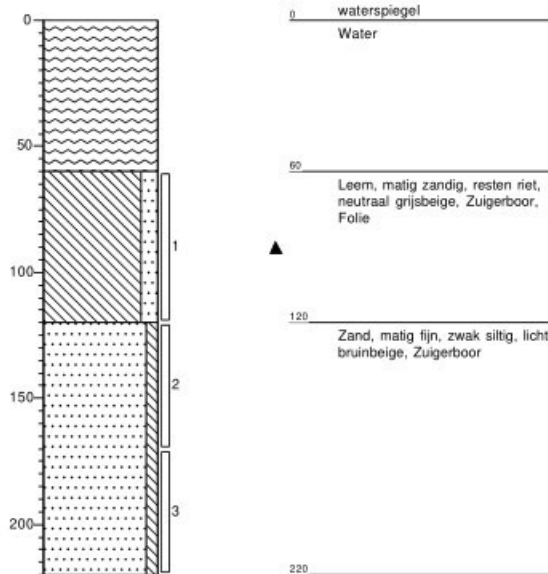 0
50
100
150
200
1
2
3
0
waterspiegel
Water
60
Leem, matig zandig, resten riet,
neutraal grijsbeige, Zuigerboor,
Folie
120
Zand, matig fijn, zwak siltig, licht
bruinbeige, Zuigerboor
220